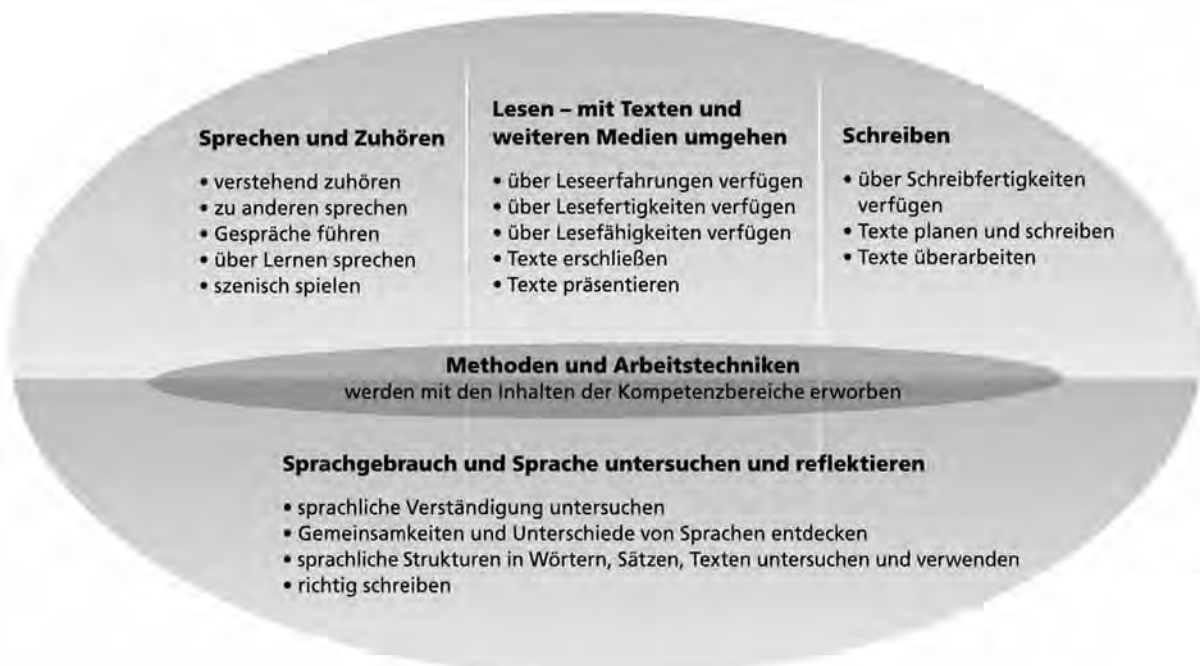 Sprechen und Zuhören
• verstehend zuhören
• zu anderen sprechen
• Gespräche führen
• über Lernen sprechen
• szenisch spielen
Lesen – mit Texten und
weiteren Medien umgehen
• über Leseerfahrungen verfügen
• über Lesefertigkeiten verfügen
• über Lesefähigkeiten verfügen
• Texte erschließen
• Texte präsentieren
Schreiben
• über Schreibfertigkeiten
verfügen
• Texte planen und schreiben
• Texte überarbeiten
Methoden und Arbeitstechniken
werden mit den Inhalten der Kompetenzbereiche erworben
Sprachgebrauch und Sprache untersuchen und reflektieren
• sprachliche Verständigung untersuchen
• Gemeinsamkeiten und Unterschiede von Sprachen entdecken
• sprachliche Strukturen in Wörtern, Sätzen, Texten untersuchen und verwenden
• richtig schreiben